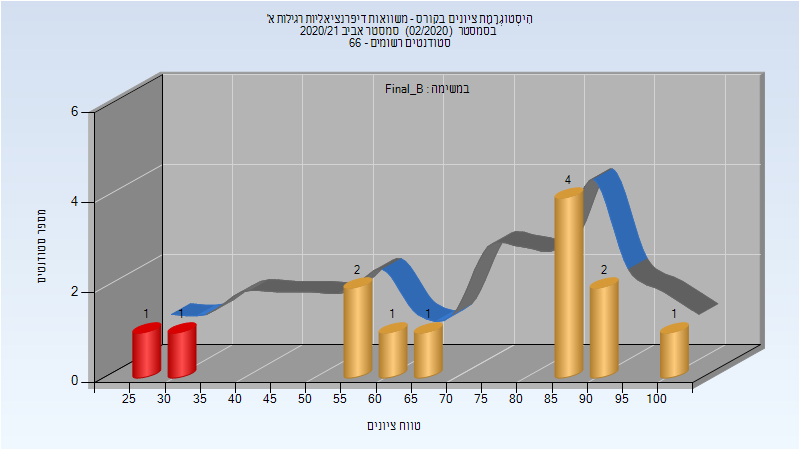 היסטוגרמת ציונים בקורס - משוואות דיפרנציאליות רגילות א'
בסמסטר (02/2020) סמסטר אביב 2020/21
סטודנטים רשומים - 66
במשימה : Final_B
מספר סטודנטים
6
4
2
0
1
1
2
1
1
4
2
1
25 30 35 40 45 50 55 60 65 70 75 80 85 90 95 100
טווח ציונים